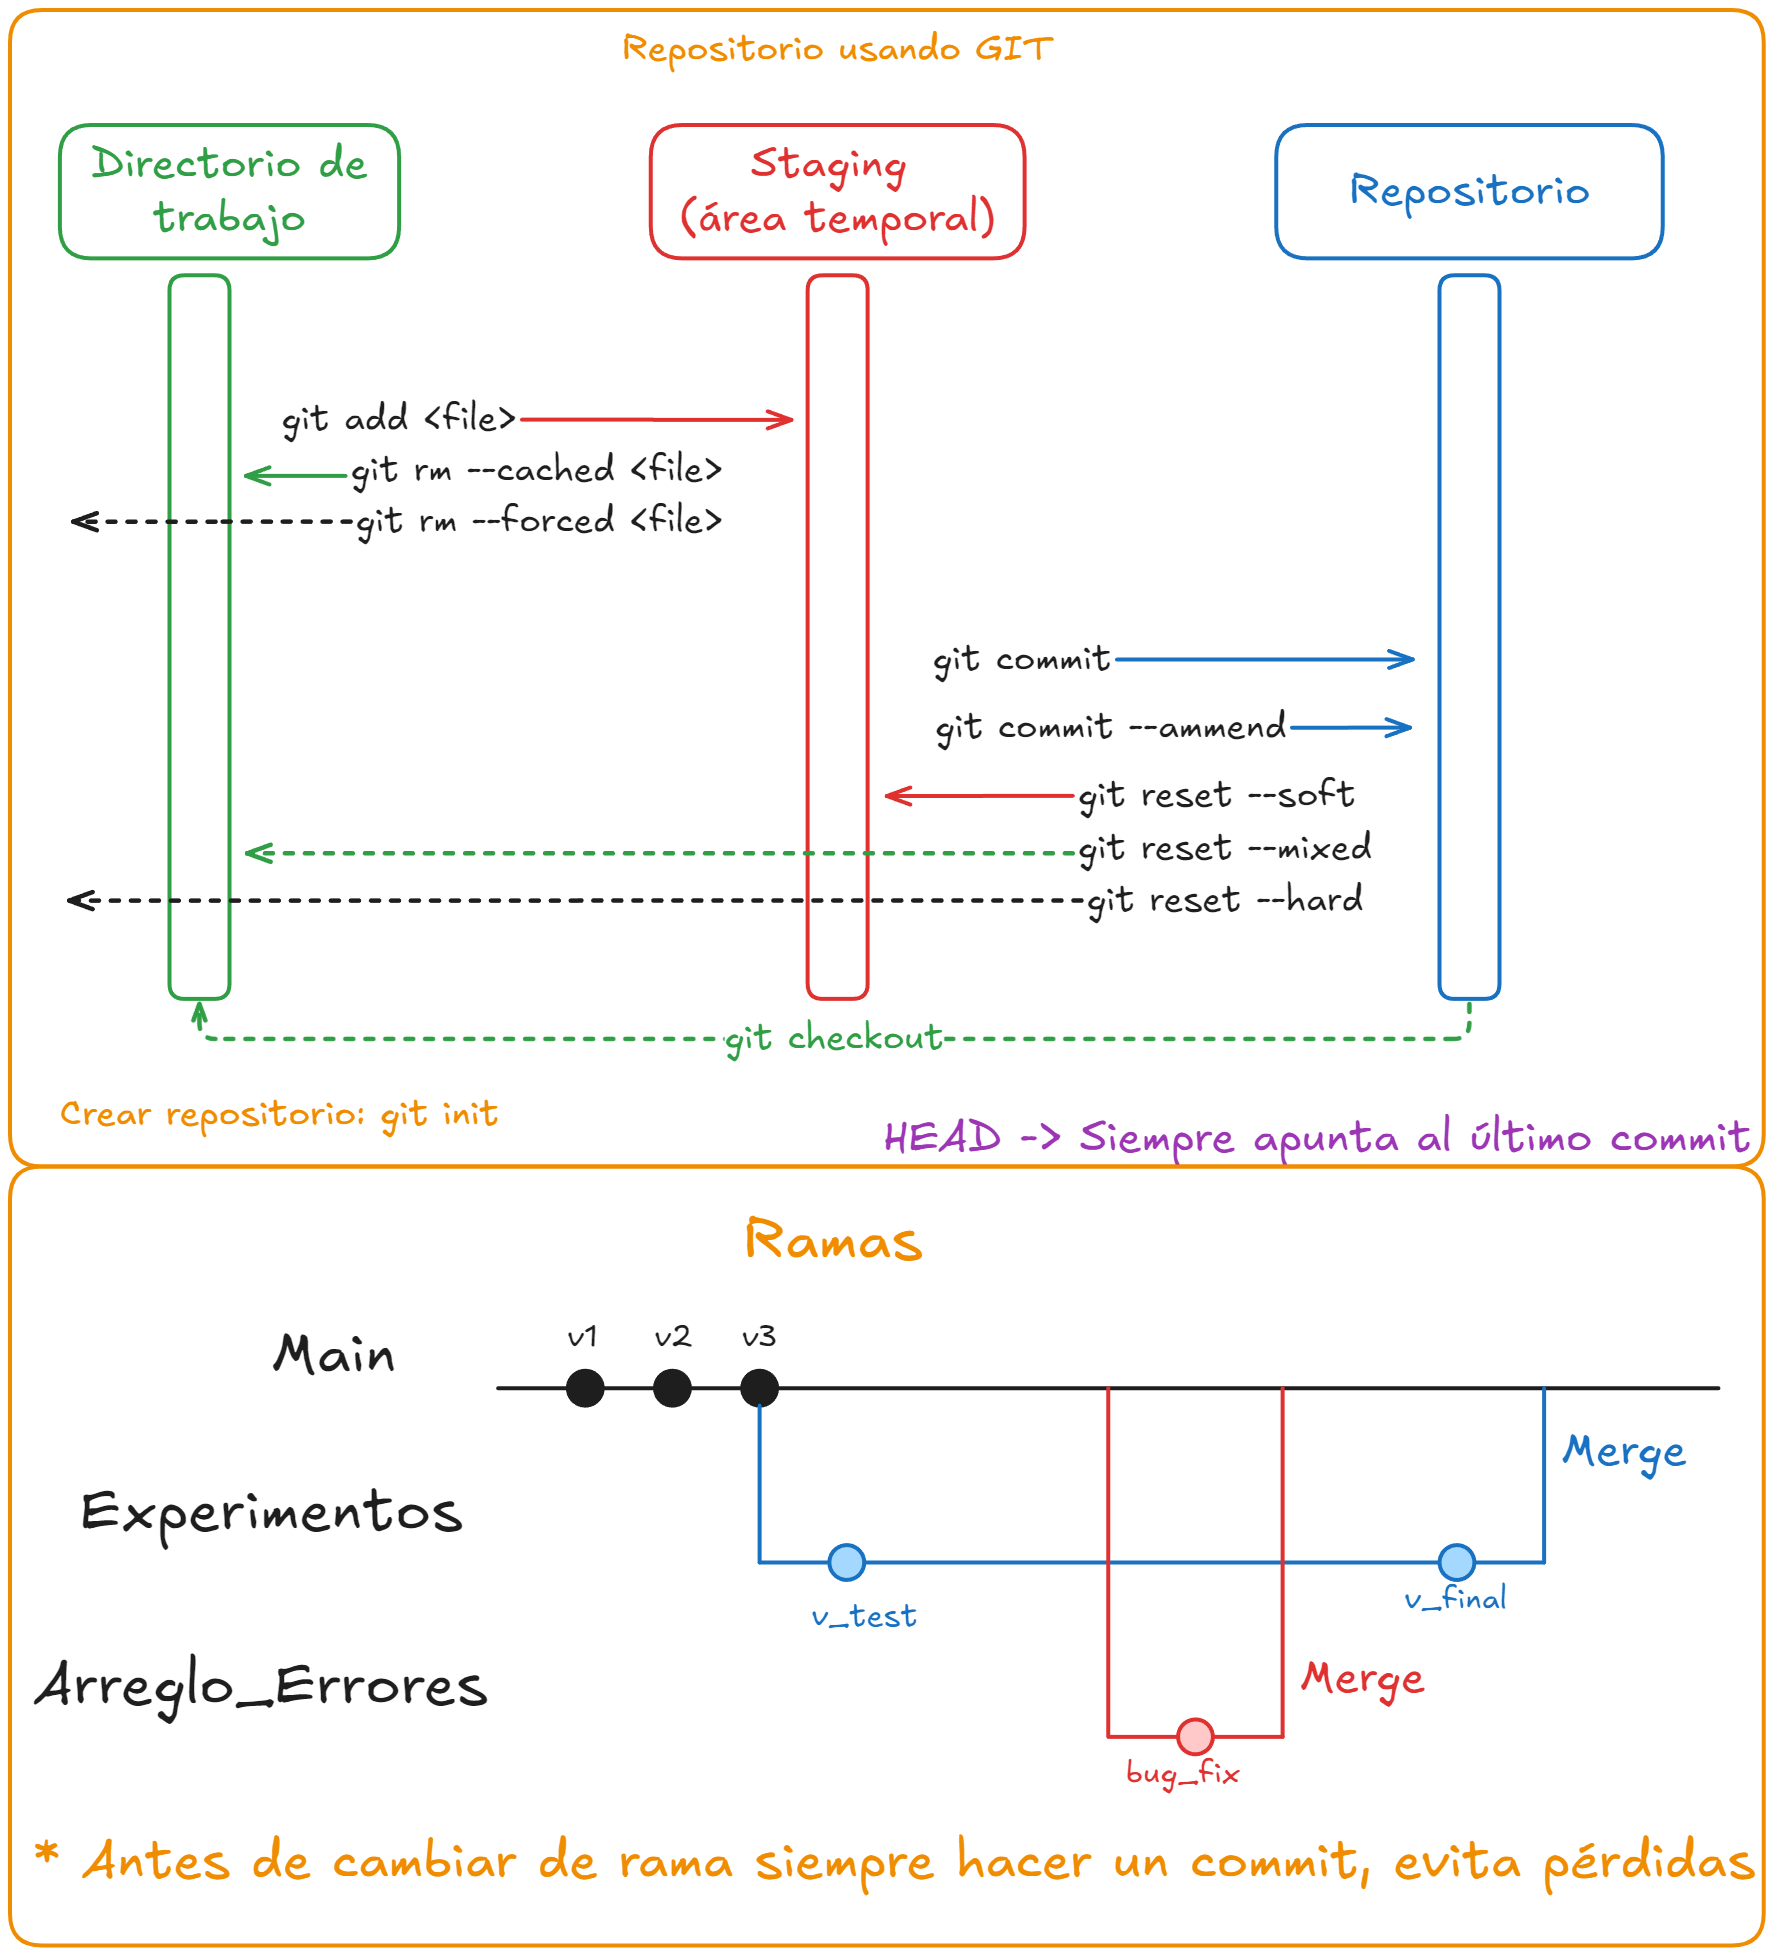 Repositorio usando GIT
Directorio de
trabajo
Staging
(área temporal)
Repositorio
git add <file>
git rm --cached <file>
git rm --forced <file>
git commit
git commit --ammend
git reset --soft
git reset --mixed
git reset --hard
git checkout
Crear repositorio: git init
HEAD -> Siempre apunta al último commit
Ramas
Main
v1
v2
v3
Merge
Experimentos
v_test
v_final
Arreglo_Errores
Merge
bug_fix
* Antes de cambiar de rama siempre hacer un commit, evita pérdidas